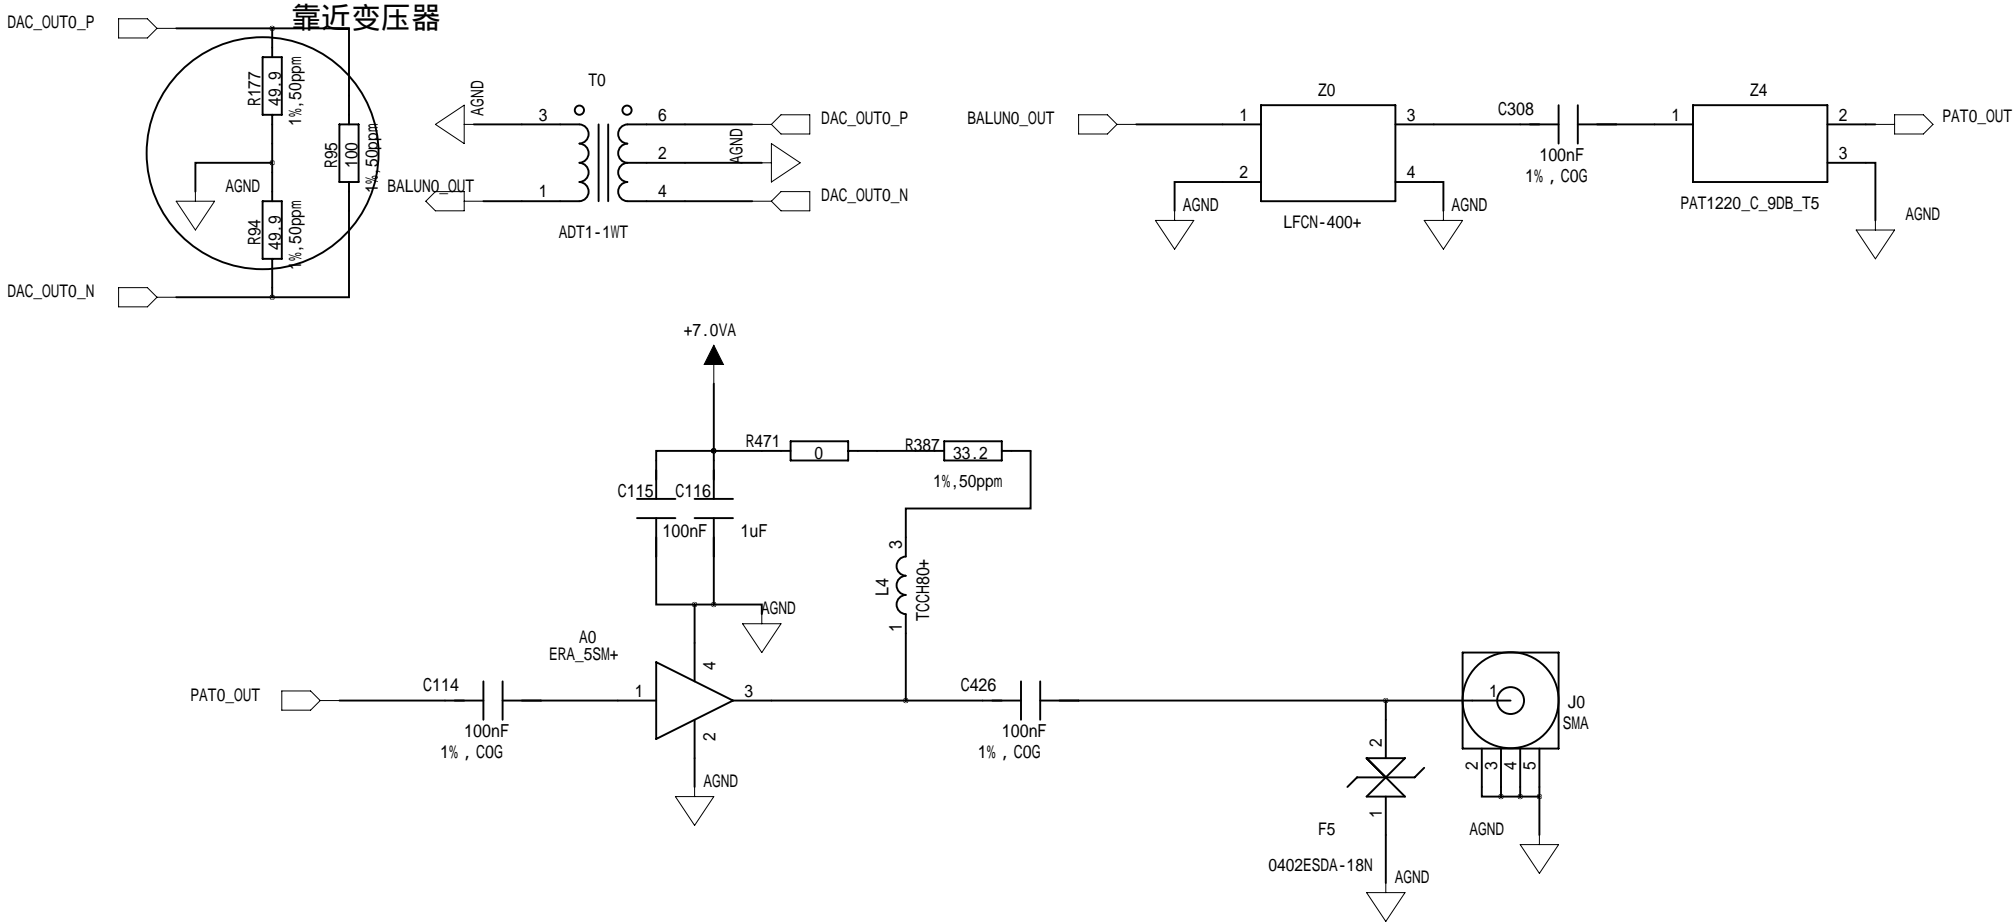 靠近变压器
DAC_OUT0_P
R177
49.9
1%,50ppm
R95
100
1%,50ppm
AGND
R94
49.9
1%,50ppm
DAC_OUT0_N
T0
AGND
3
6
DAC_OUT0_P
2
AGND
BALUN0_OUT
1
4
DAC_OUT0_N
ADT1-1WT
BALUN0_OUT
Z0
1
3
2
4
AGND
AGND
LFCN-400+
C308
100nF
1% , COG
Z4
1
2
3
PAT0_OUT
PAT1220_C_9DB_T5
AGND
+7.0VA
R471
0
R387
33.2
1%,50ppm
C115
C116
100nF
1uF
AGND
3
L4
TCCH80+
1
A0
ERA_5SM+
PAT0_OUT
C114
100nF
1% , COG
1
4
3
2
AGND
C426
100nF
1% , COG
1
J0
SMA
2
3
4
5
AGND
2
1
F5
0402ESDA-18N
AGND